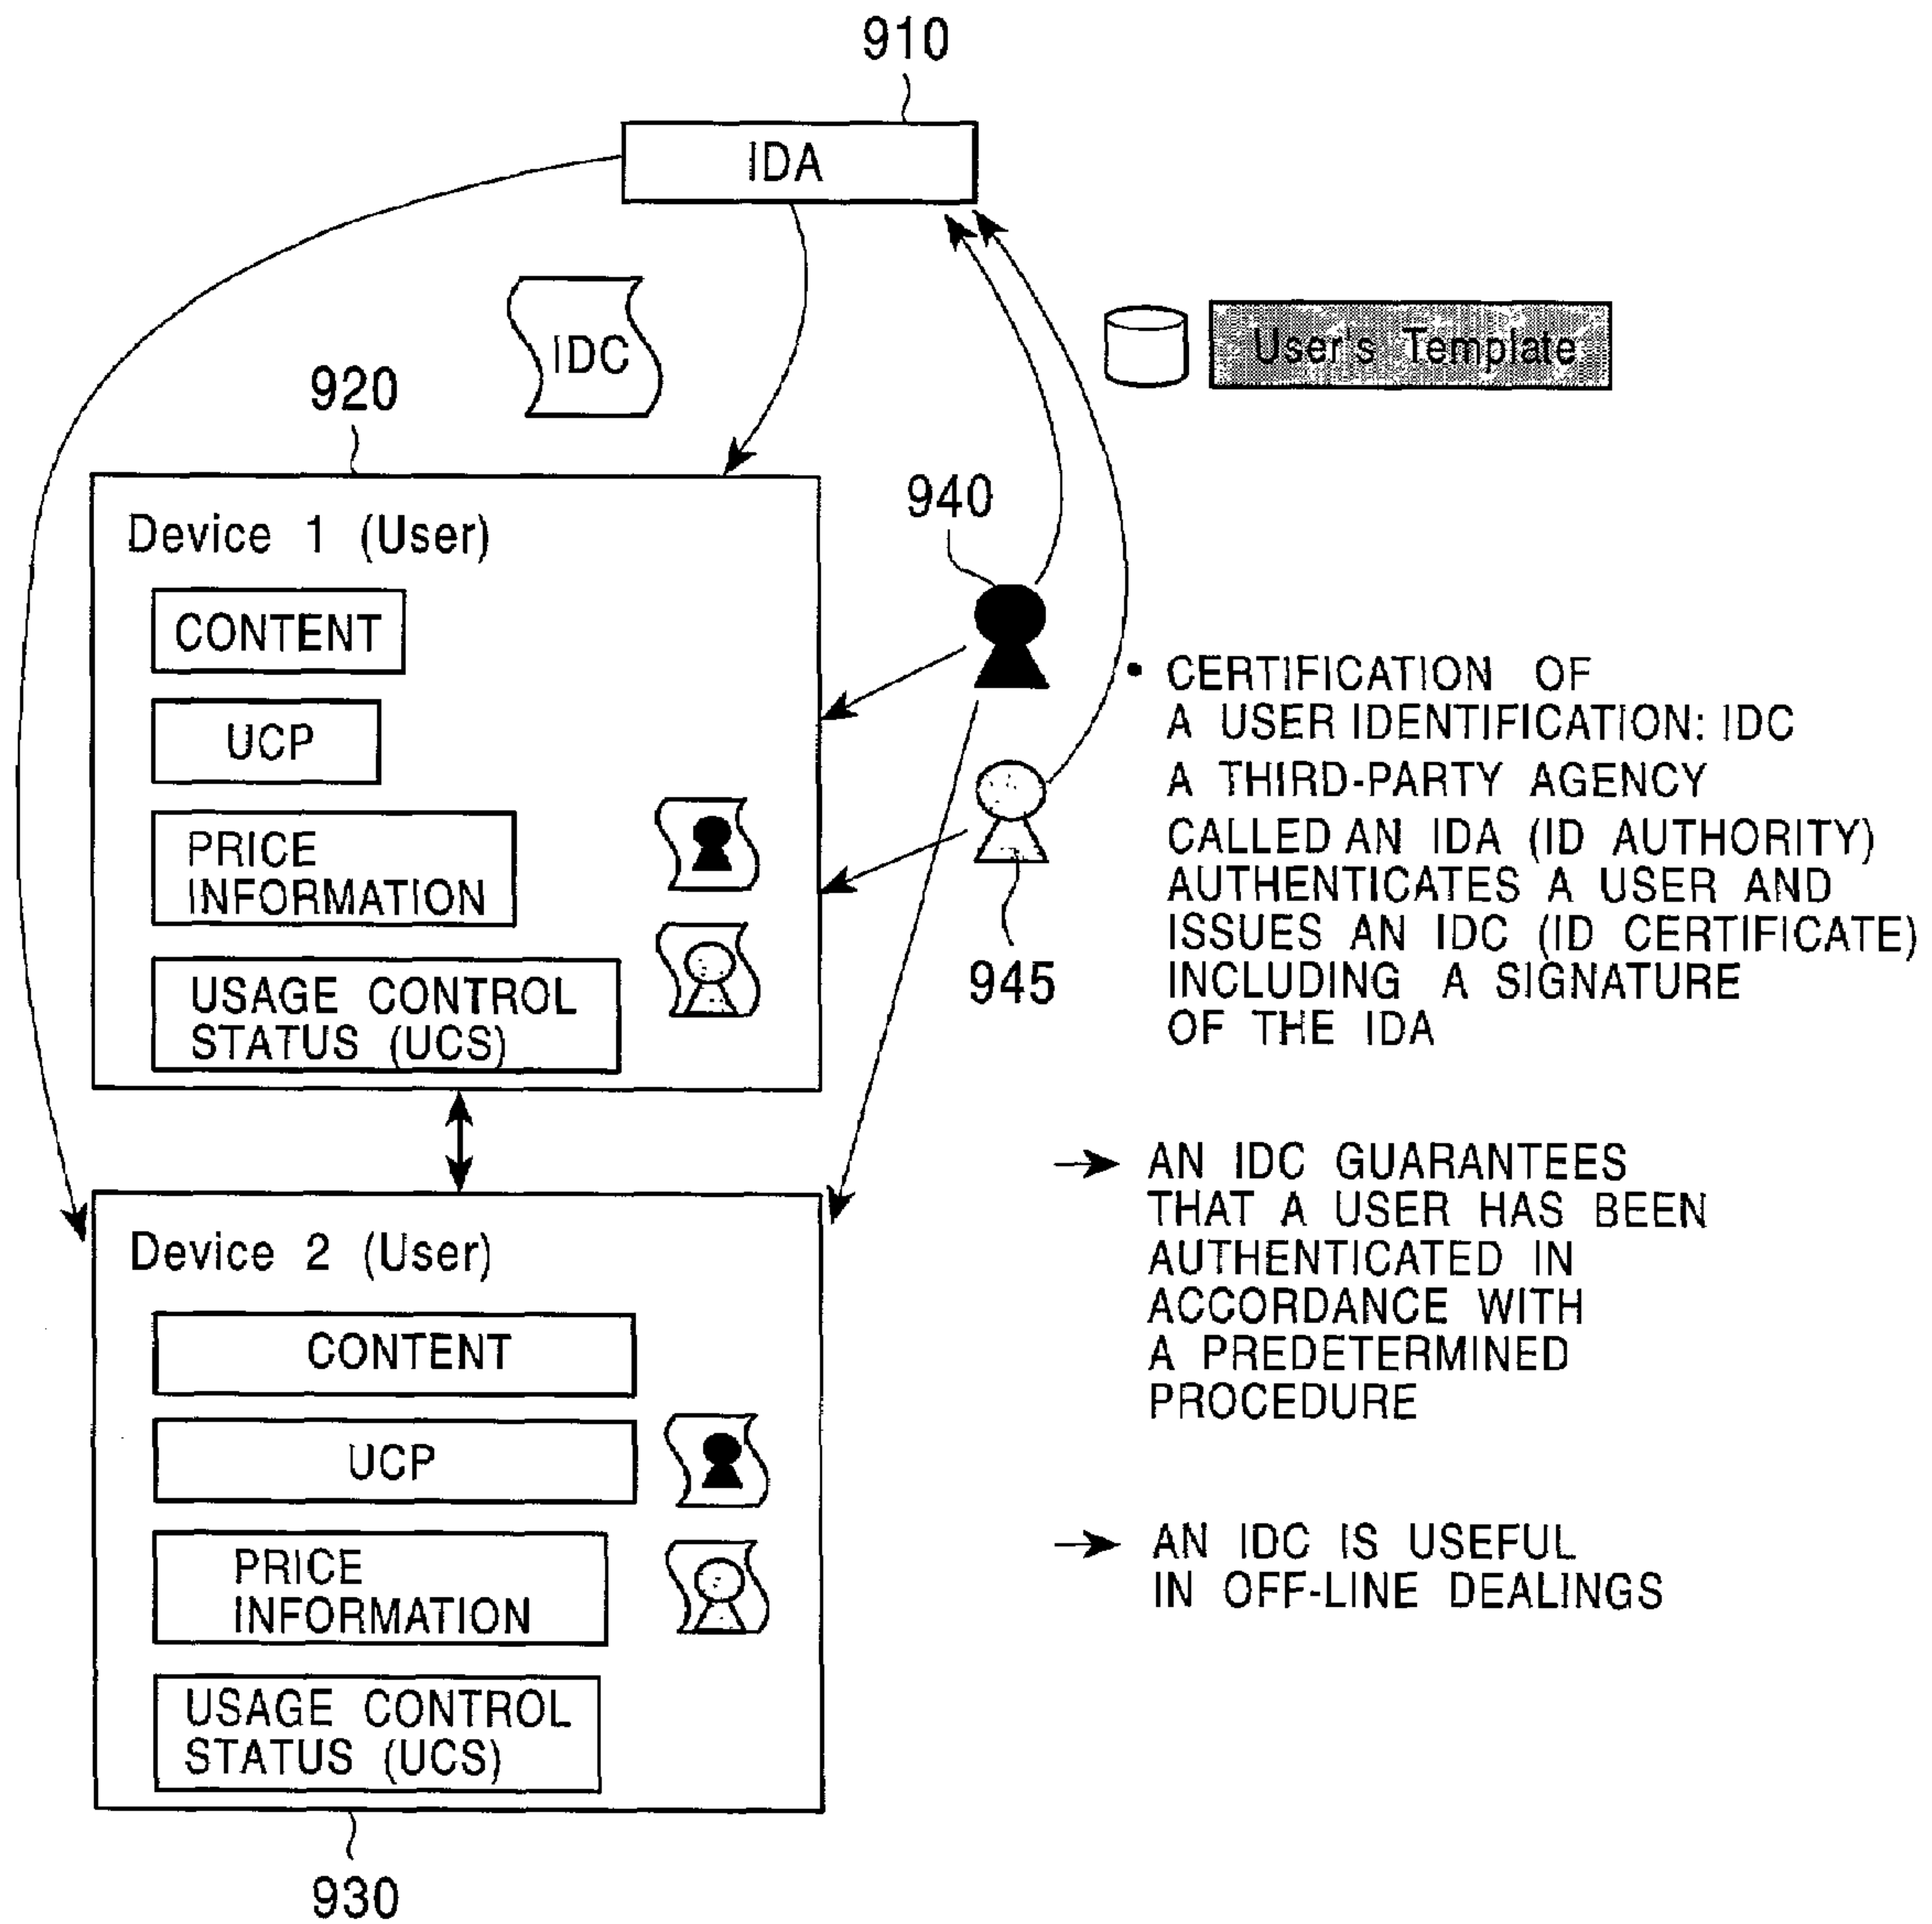 910
IDA
IDC
User's Template
920
Device 1 (User)
CONTENT
UCP
PRICE
INFORMATION
USAGE CONTROL
STATUS (UCS)
940
945
• CERTIFICATION OF
A USER IDENTIFICATION: IDC
A THIRD-PARTY AGENCY
CALLED AN IDA (ID AUTHORITY)
AUTHENTICATES A USER AND
ISSUES AN IDC (ID CERTIFICATE)
INCLUDING A SIGNATURE
OF THE IDA
→ AN IDC GUARANTEES
THAT A USER HAS BEEN
AUTHENTICATED IN
ACCORDANCE WITH
A PREDETERMINED
PROCEDURE
→ AN IDC IS USEFUL
IN OFF-LINE DEALINGS
Device 2 (User)
CONTENT
UCP
PRICE
INFORMATION
USAGE CONTROL
STATUS (UCS)
930